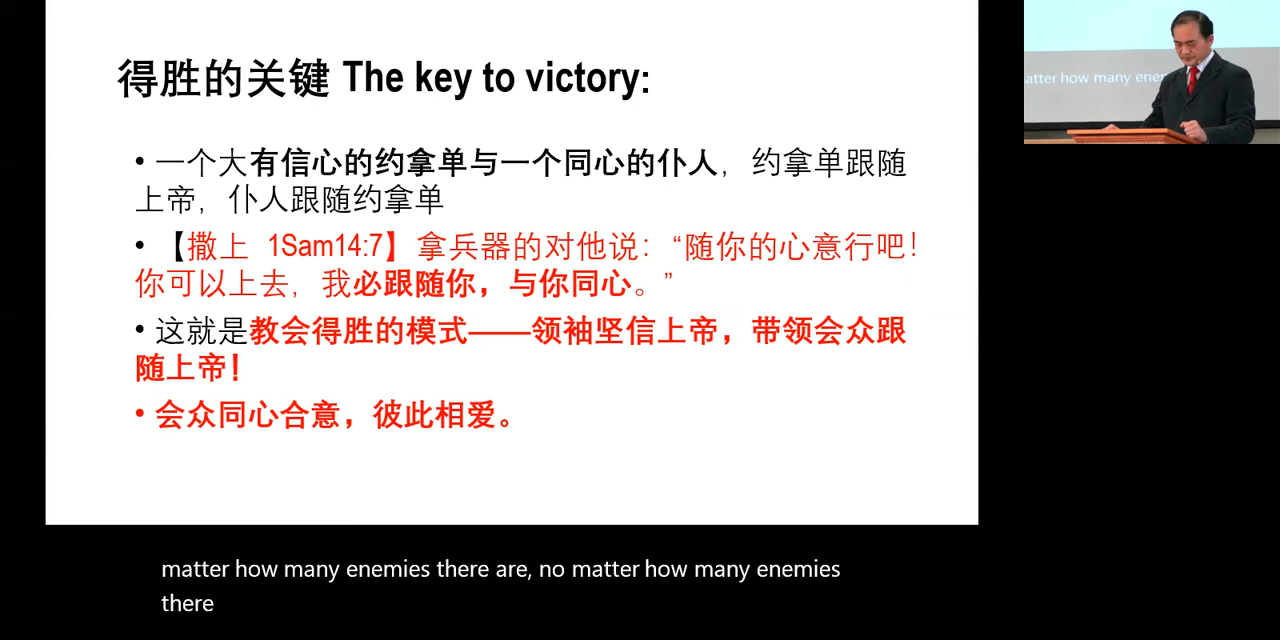 得胜的关键 The key to victory:
• 一个大有信心的约拿单与一个同心的仆人，约拿单跟随
上帝，仆人跟随约拿单
• 【撒上 1Sam14:7】拿兵器的对他说：“随你的心意行吧！
你可以上去，我必跟随你，与你同心。”
• 这就是教会得胜的模式——领袖坚信上帝，带领会众跟
随上帝！
• 会众同心合意，彼此相爱。
atter how many ene
matter how many enemies there are, no matter how many enemies
there